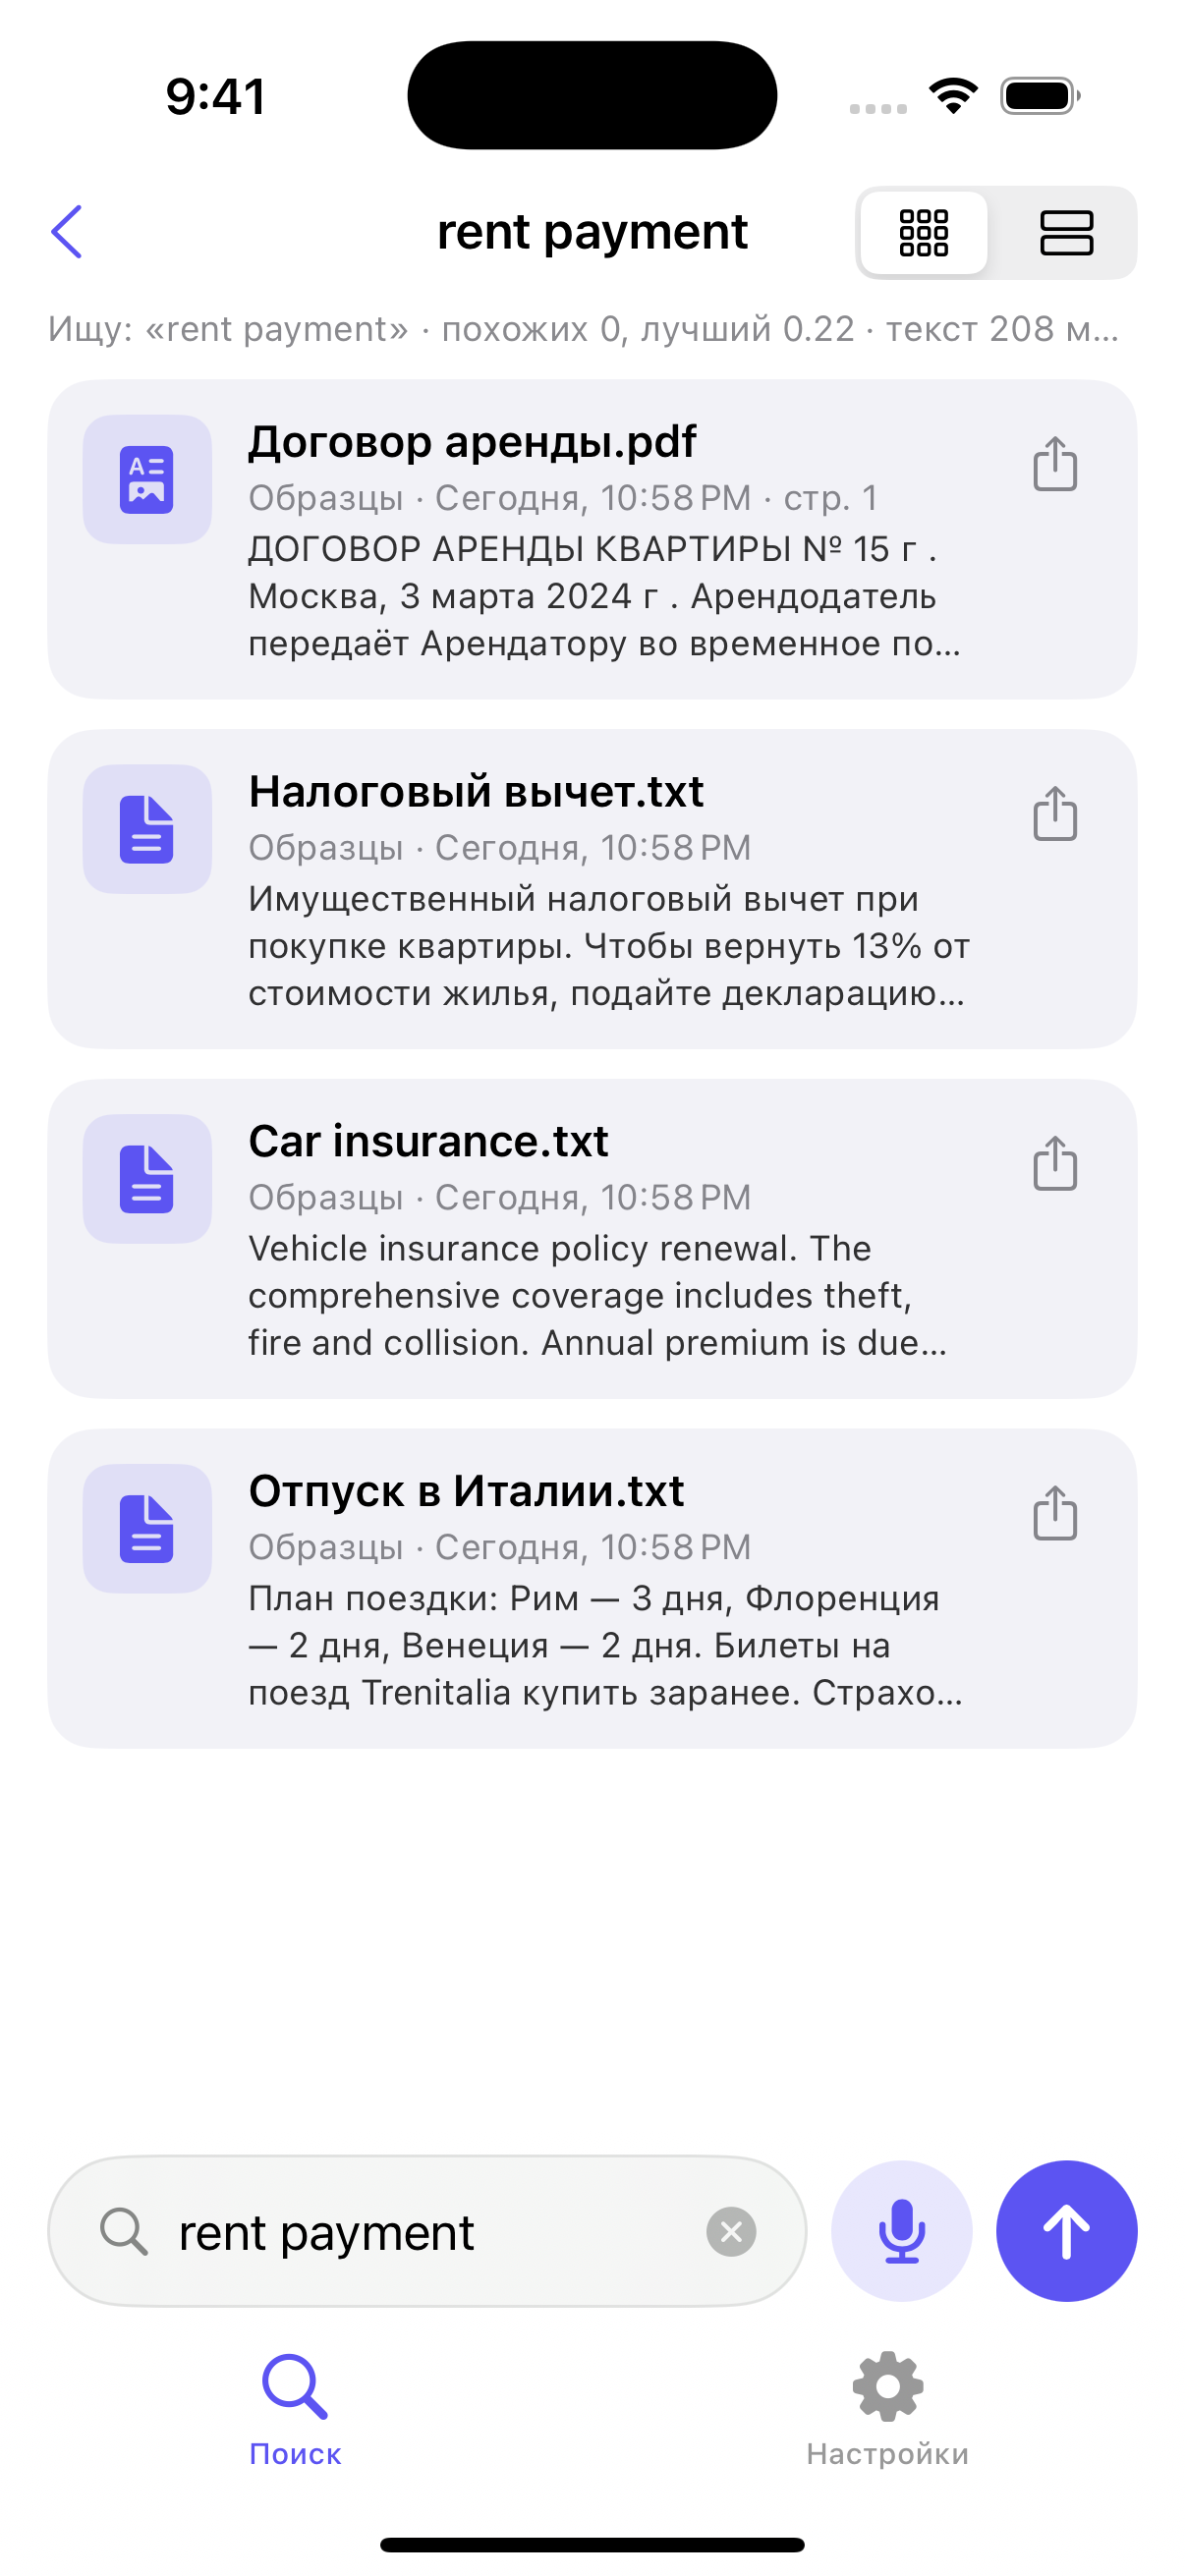 9:41
rent payment
Ищу: «rent payment» · похожих 0, лучший 0.22 · текст 208 м...
Договор аренды.pdf
Образцы · Сегодня, 10:58 PM · стр. 1
ДОГОВОР АРЕНДЫ КВАРТИРЫ № 15 г .
Москва, 3 марта 2024 г . Арендодатель
передаёт Арендатору во временное по...
Налоговый вычет.txt
Образцы · Сегодня, 10:58 PM
Имущественный налоговый вычет при
покупке квартиры. Чтобы вернуть 13% от
стоимости жилья, подайте декларацию...
Car insurance.txt
Образцы · Сегодня, 10:58 PM
Vehicle insurance policy renewal. The
comprehensive coverage includes theft,
fire and collision. Annual premium is due...
Отпуск в Италии.txt
Образцы · Сегодня, 10:58 PM
План поездки: Рим — 3 дня, Флоренция
— 2 дня, Венеция — 2 дня. Билеты на
поезд Trenitalia купить заранее. Страхо...
rent payment
Поиск
Настройки